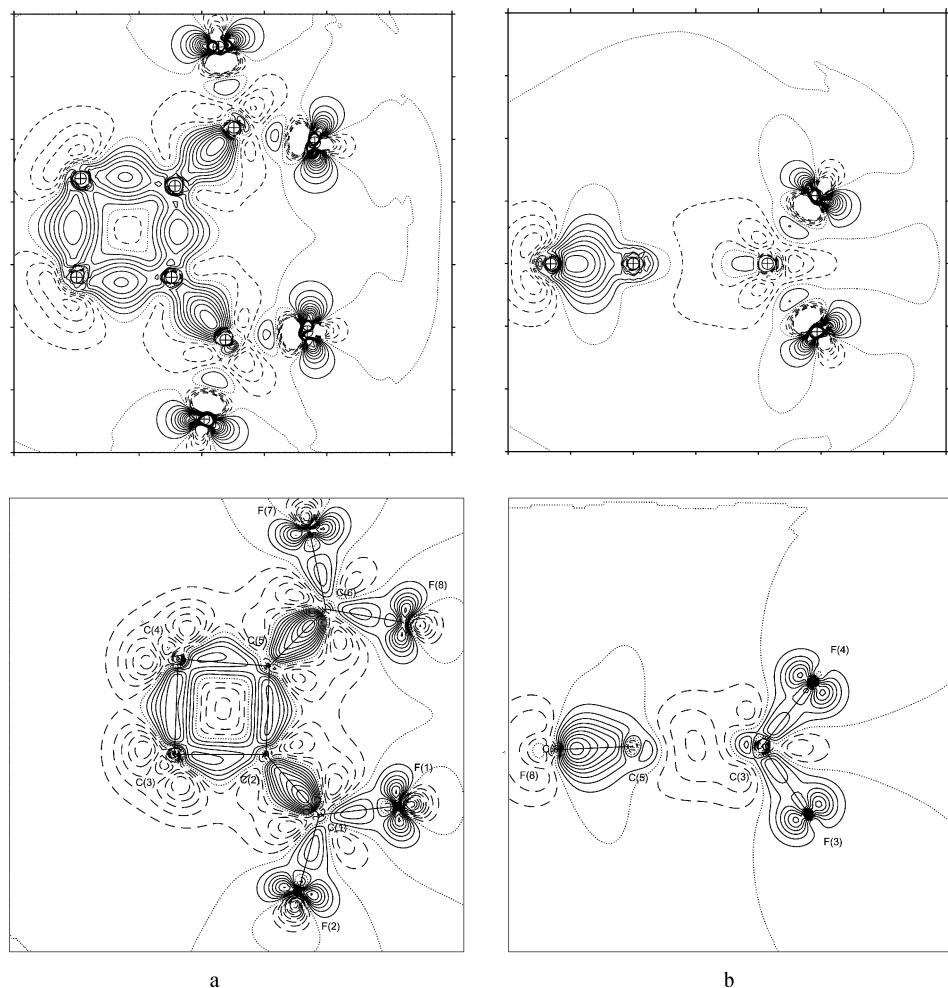 F(7)
C(6)
F(8)
C(4)
C(5)
C(3)
C(2)
F(1)
C(1)
F(2)
F(4)
F(8)
C(5)
C(3)
F(3)
a
b